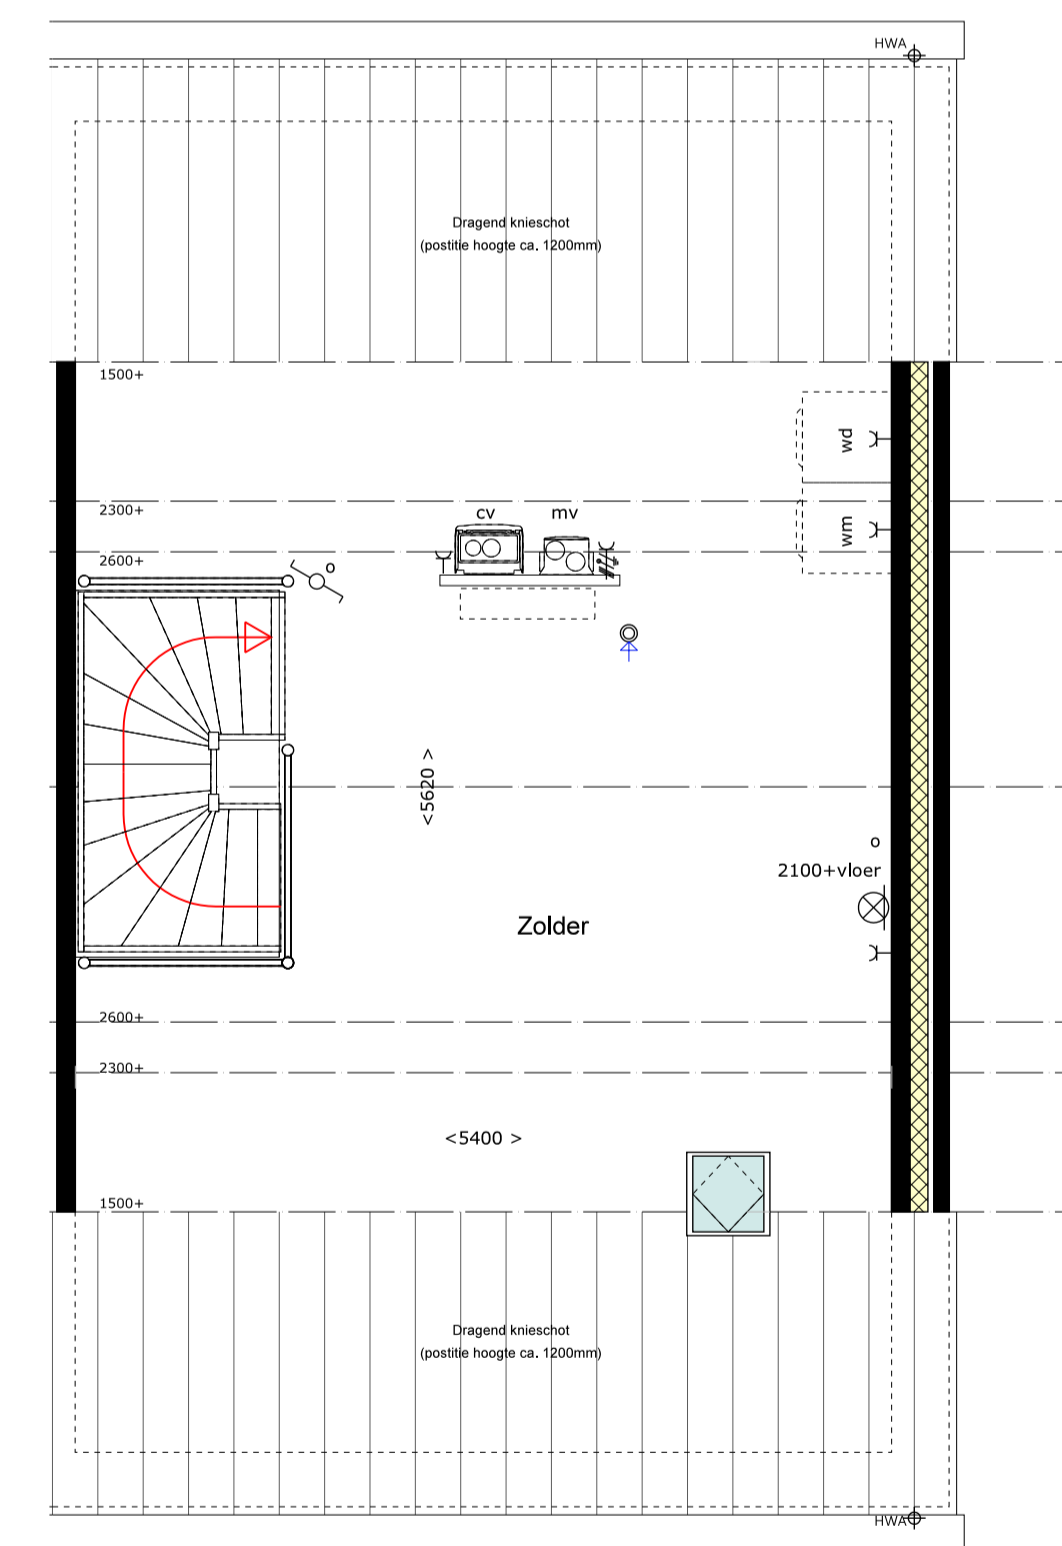 HWA
Dragend knieschot
(postitie hoogte ca. 1200mm)
1500+
wd
2300+
cv mv
wm
2600+
o
<5620 >
o
2100+vloer
Zolder
2600+
2300+
<5400 >
1500+
Dragend knieschot
(postitie hoogte ca. 1200mm)
HWA